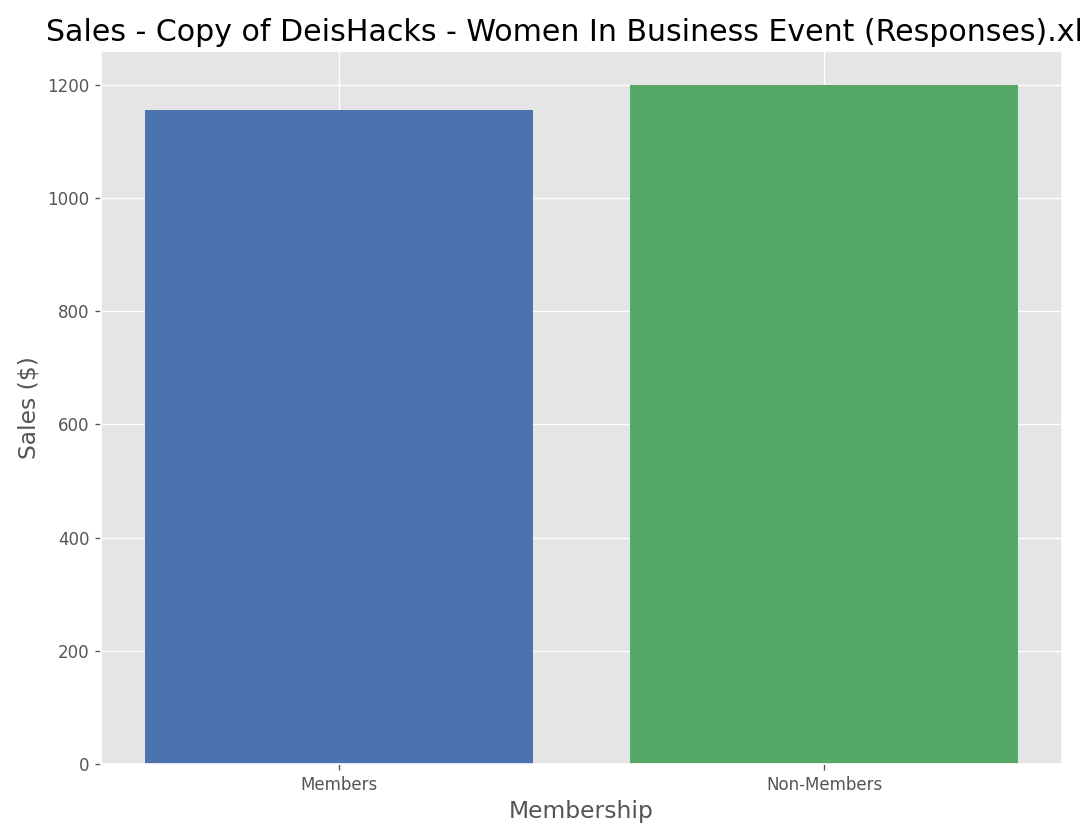 Sales - Copy of DeisHacks - Women In Business Event (Responses).xl
1200
1000
800
600
400
200
0
Sales ($)
Members Non-Members
Membership